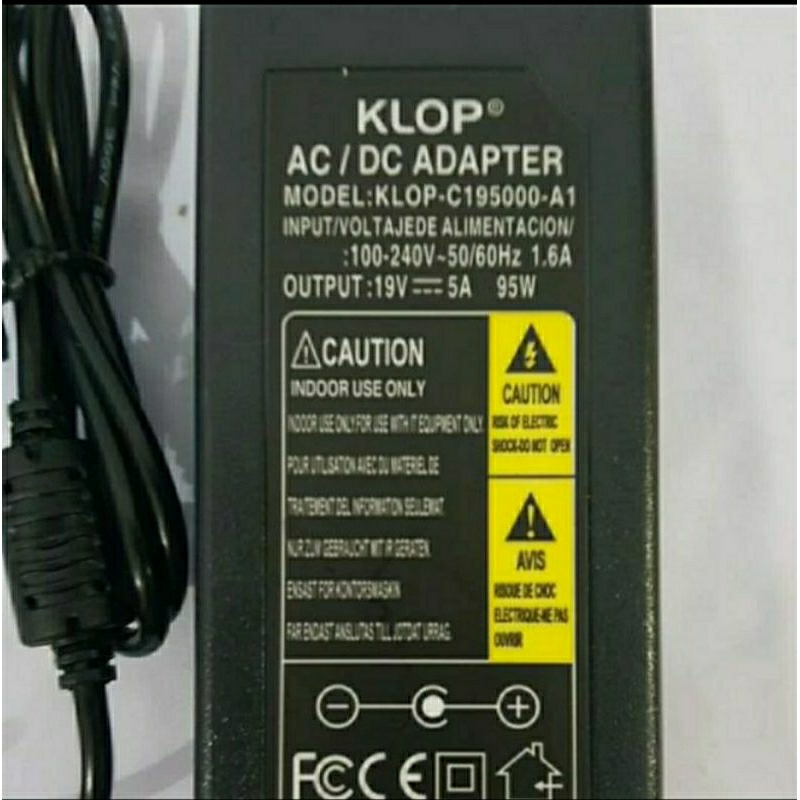 KLOP®
AC / DC ADAPTER
MODEL:KLOP-C195000-A1
INPUT/VOLTAJEDE ALIMENTACION/
:100-240V~50/60Hz 1.6A
OUTPUT:19V⎓5A 95W
CAUTION
INDOOR USE ONLY
INDOOR USE ONLY.FOR USE WITH IT EQUIPMENT ONLY.
POUR UTILISATION AVEC DU MATERIEL DE
TRAITEMENT DEL INFORMATION SEULEMAT.
NUR ZUM GEBRAUCHT MIT IR GERATEN.
ENSAST FOR KONTORSMASKIN
FAR ENDAST ANSLUTAS TILL JOTDAT URRAG.
CAUTION
RISK OF ELECTRIC
SHOCK-DO NOT OPEN
AVIS
RISOUE DE CHOC
ELECTRIQUE-NE PAS
OUVRIR
FC CE